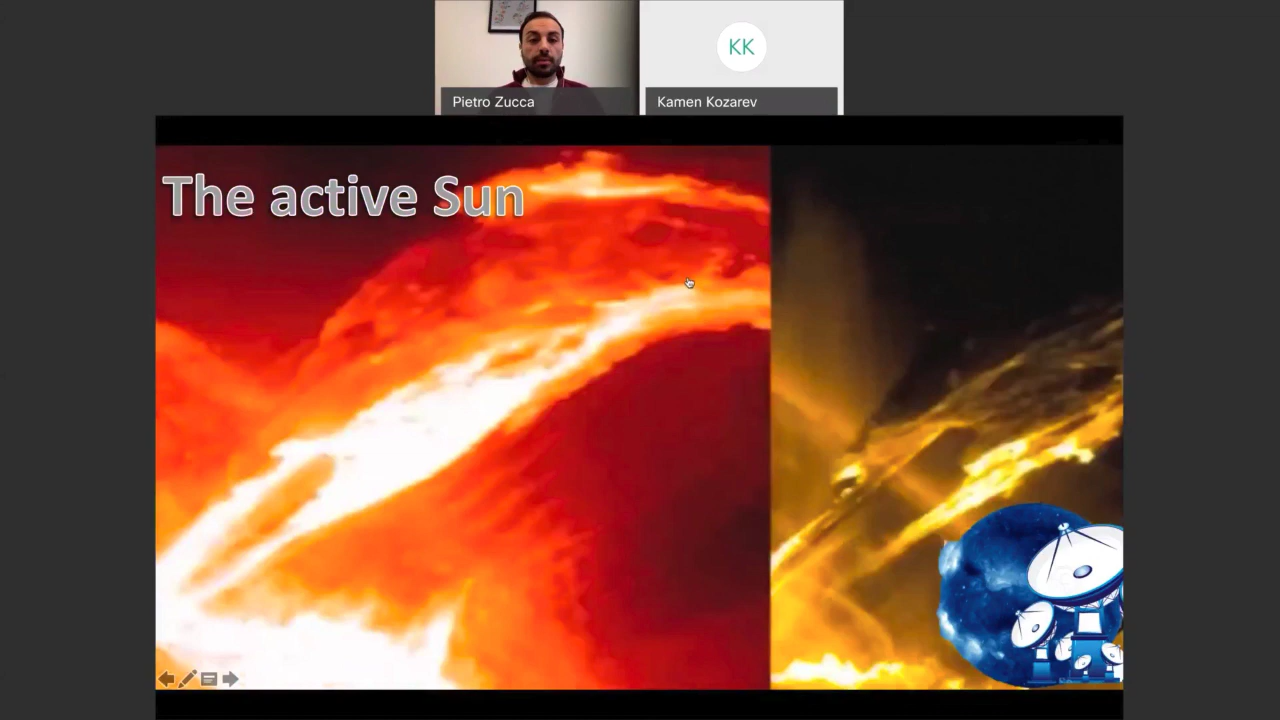 KK
Pietro Zucca
Kamen Kozarev
The active Sun